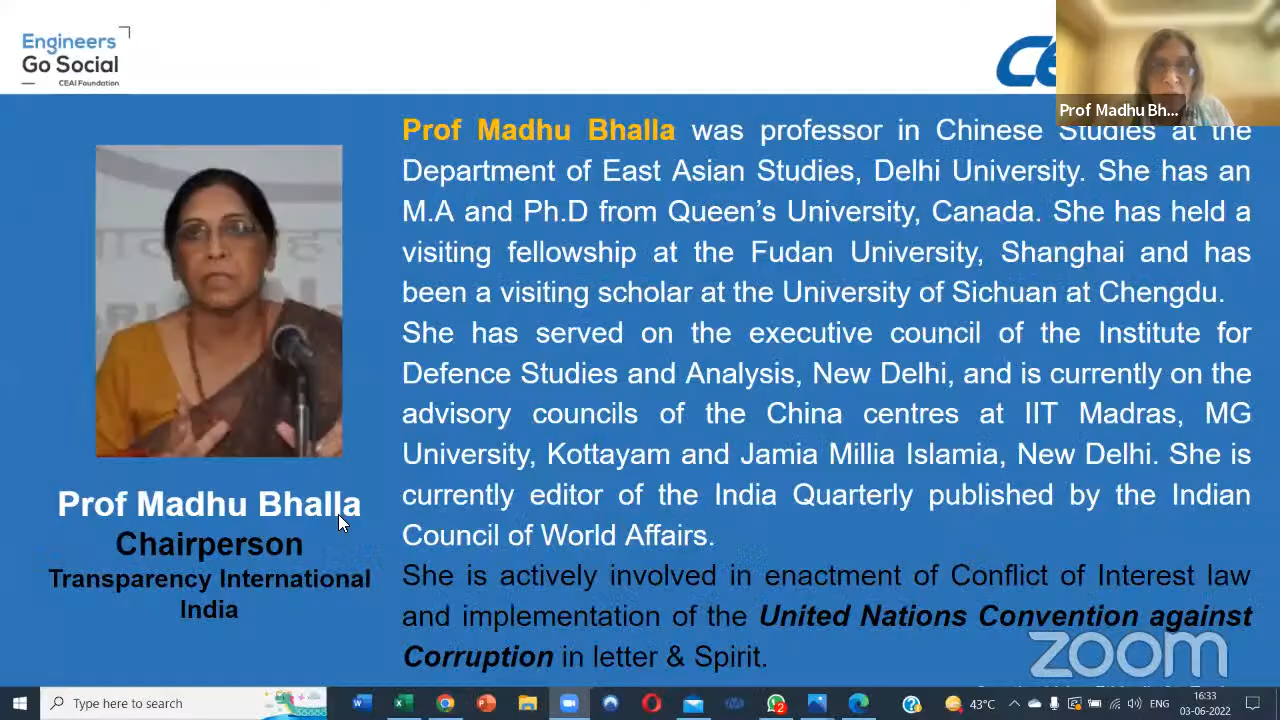 Engineers
Go Social
CEAI Foundation
Prof Madhu Bh...
Prof Madhu Bhalla was professor in Chinese Studies at the
Department of East Asian Studies, Delhi University. She has an
M.A and Ph.D from Queen's University, Canada. She has held a
visiting fellowship at the Fudan University, Shanghai and has
been a visiting scholar at the University of Sichuan at Chengdu.
She has served on the executive council of the Institute for
Defence Studies and Analysis, New Delhi, and is currently on the
advisory councils of the China centres at IIT Madras, MG
University, Kottayam and Jamia Millia Islamia, New Delhi. She is
currently editor of the India Quarterly published by the Indian
Council of World Affairs.
She is actively involved in enactment of Conflict of Interest law
and implementation of the United Nations Convention against
Corruption in letter & Spirit.
Prof Madhu Bhalla
Chairperson
Transparency International
India
zoom
Type here to search
2
43°C
ENG
16:33
03-06-2022